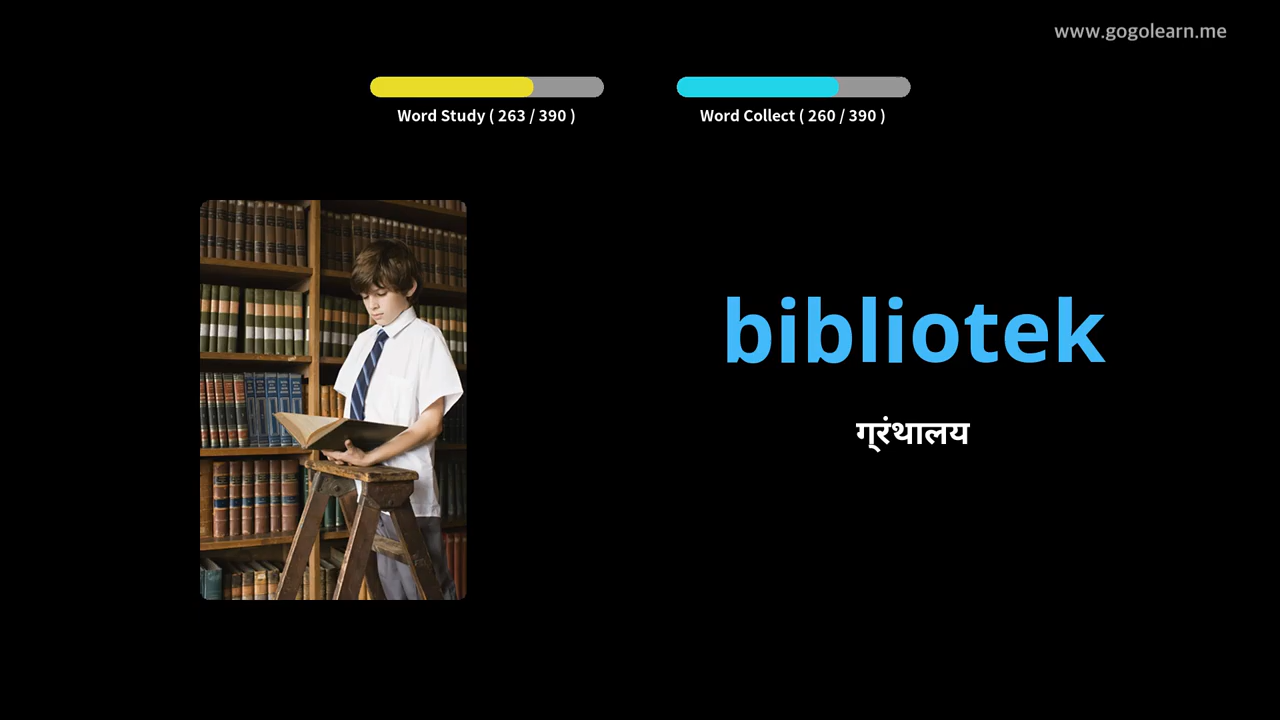 www.gogolearn.me
Word Study ( 263 / 390 )
Word Collect ( 260 / 390 )
bibliotek
ग्रंथालय